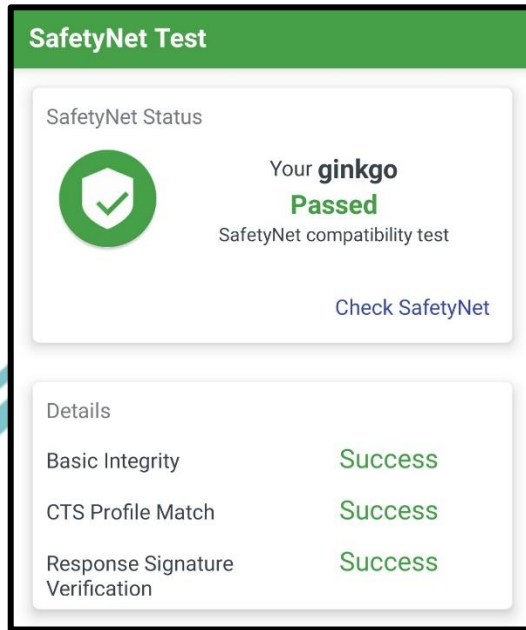 SafetyNet Test
SafetyNet Status
Your ginkgo
Passed
SafetyNet compatibility test
Check SafetyNet
Details
Basic Integrity Success
CTS Profile Match Success
Response Signature Success
Verification